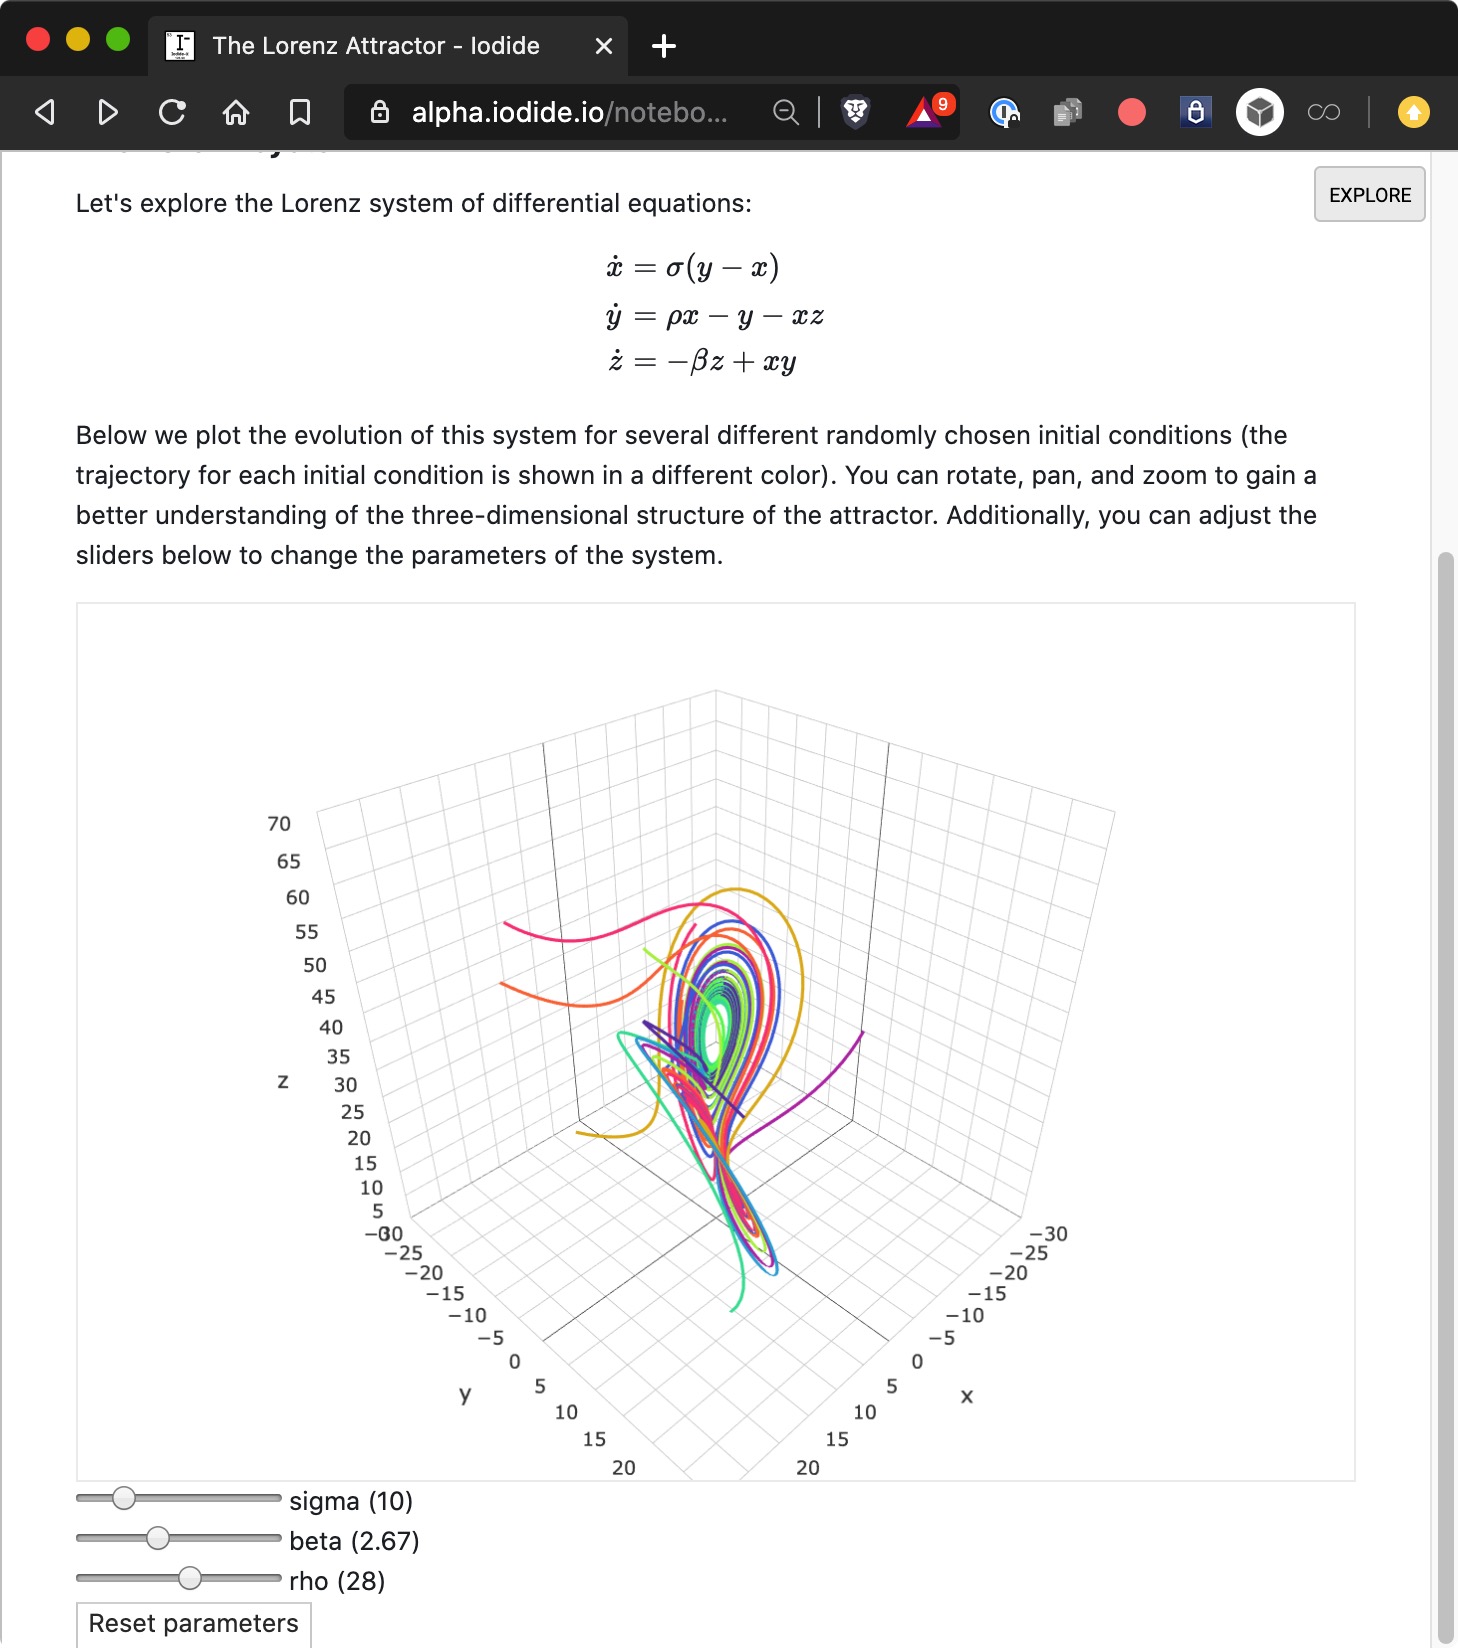 The Lorenz Attractor - Iodide
alpha.iodide.io/notebo...
9
EXPLORE
Let's explore the Lorenz system of differential equations:
ẋ = σ(y − x)
ẏ = ρx − y − xz
ż = −βz + xy
Below we plot the evolution of this system for several different randomly chosen initial conditions (the
trajectory for each initial condition is shown in a different color). You can rotate, pan, and zoom to gain a
better understanding of the three-dimensional structure of the attractor. Additionally, you can adjust the
sliders below to change the parameters of the system.
70
65
60
55
50
45
40
35
z
30
25
20
15
10
5
0
−30
−25
−20
−15
−10
−5
0
5
10
15
20
y
−30
−25
−20
−15
−10
−5
0
5
10
15
20
x
sigma (10)
beta (2.67)
rho (28)
Reset parameters